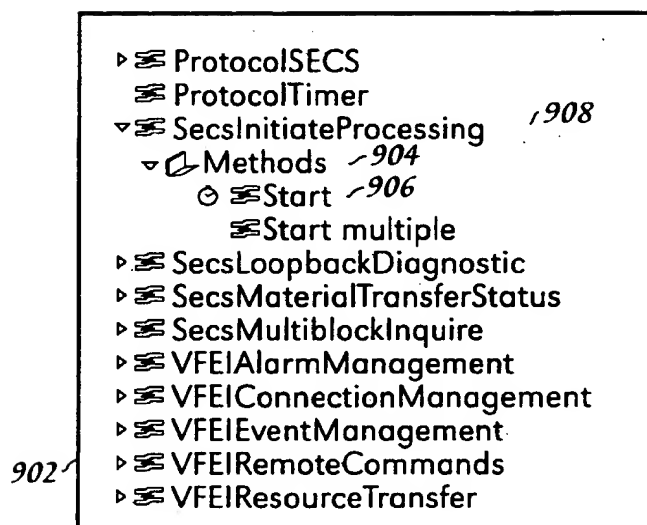 ProtocolSECS
ProtocolTimer
SecsInitiateProcessing 908
Methods 904
Start 906
Start multiple
SecsLoopbackDiagnostic
SecsMaterialTransferStatus
SecsMultiblockInquire
VFEIAlarmManagement
VFEIConnectionManagement
VFEIEventManagement
902 VFEIRemoteCommands
VFEIResourceTransfer